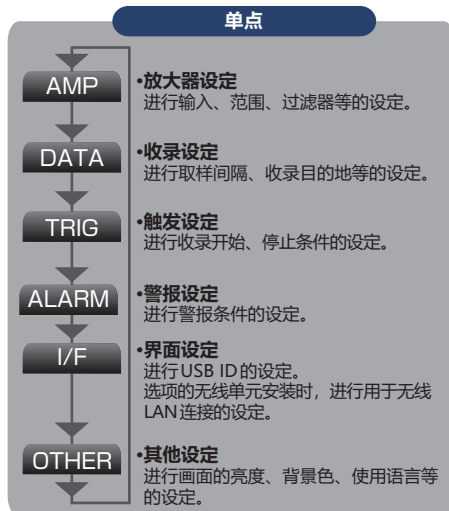 单点
AMP
•放大器设定
进行输入、范围、过滤器等的设定。
DATA
•收录设定
进行取样间隔、收录目的地等的设定。
TRIG
•触发设定
进行收录开始、停止条件的设定。
ALARM
•警报设定
进行警报条件的设定。
I/F
•界面设定
进行USB ID的设定。
选项的无线单元安装时，进行用于无线
LAN连接的设定。
OTHER
•其他设定
进行画面的亮度、背景色、使用语言等
的设定。